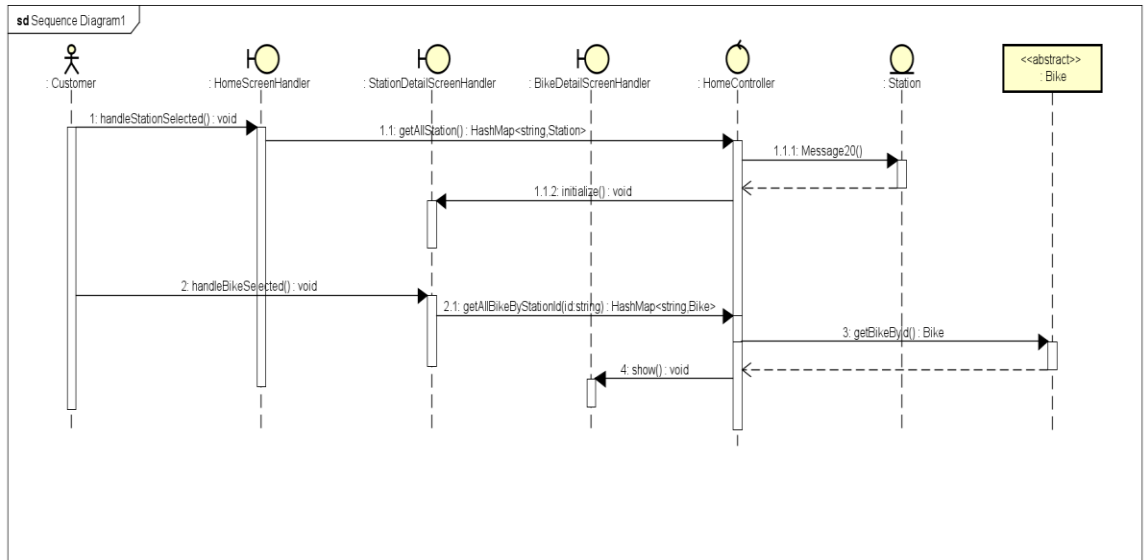 sd Sequence Diagram1
: Customer
: HomeScreenHandler
: StationDetailScreenHandler
: BikeDetailScreenHandler
: HomeController
: Station
<<abstract>>
: Bike
1: handleStationSelected() : void
1.1: getAllStation() : HashMap<string,Station>
1.1.1: Message20()
1.1.2: initialize() : void
2: handleBikeSelected() : void
2.1: getAllBikeByStationId(id:string) : HashMap<string,Bike>
3: getBikeById() : Bike
4: show() : void